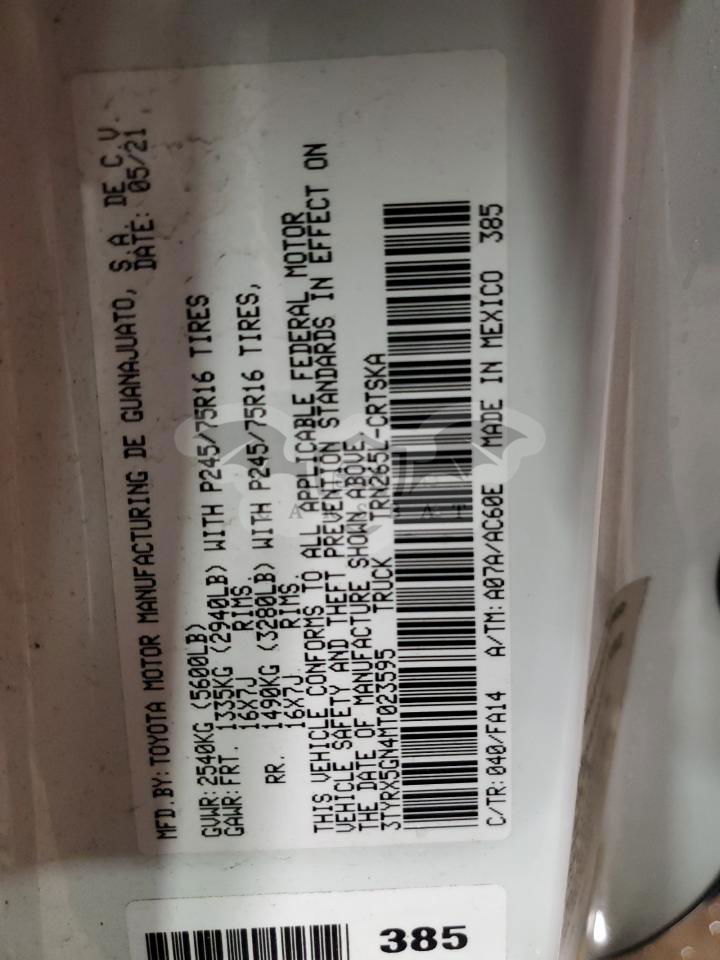 MFD.BY:TOYOTA MOTOR MANUFACTURING DE GUANAJUATO, S.A. DE C.V.
DATE: 05/21
GVWR:2540KG (5600LB)
GAWR:FRT. 1335KG (2940LB) WITH P245/75R16 TIRES
16X7J RIMS.
RR. 1490KG (3280LB) WITH P245/75R16 TIRES,
16X7J RIMS.
THIS VEHICLE CONFORMS TO ALL APPLICABLE FEDERAL MOTOR
VEHICLE SAFETY AND THEFT PREVENTION STANDARDS IN EFFECT ON
THE DATE OF MANUFACTURE SHOWN ABOVE.
3TYRX5GN4MT023595 TRUCK TRN265L-CRTSKA
C/TR:040/FA14 A/TM:A07A/AC60E MADE IN MEXICO 385
385